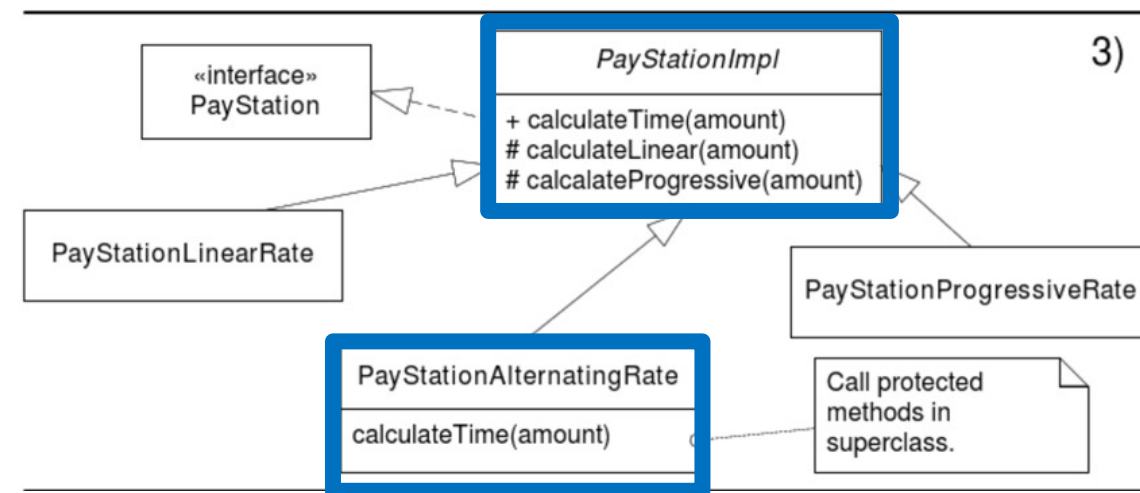 3)
«interface»
PayStation
PayStationImpl
+ calculateTime(amount)
# calculateLinear(amount)
# calcalateProgressive(amount)
PayStationLinearRate
PayStationProgressiveRate
PayStationAlternatingRate
calculateTime(amount)
Call protected
methods in
superclass.